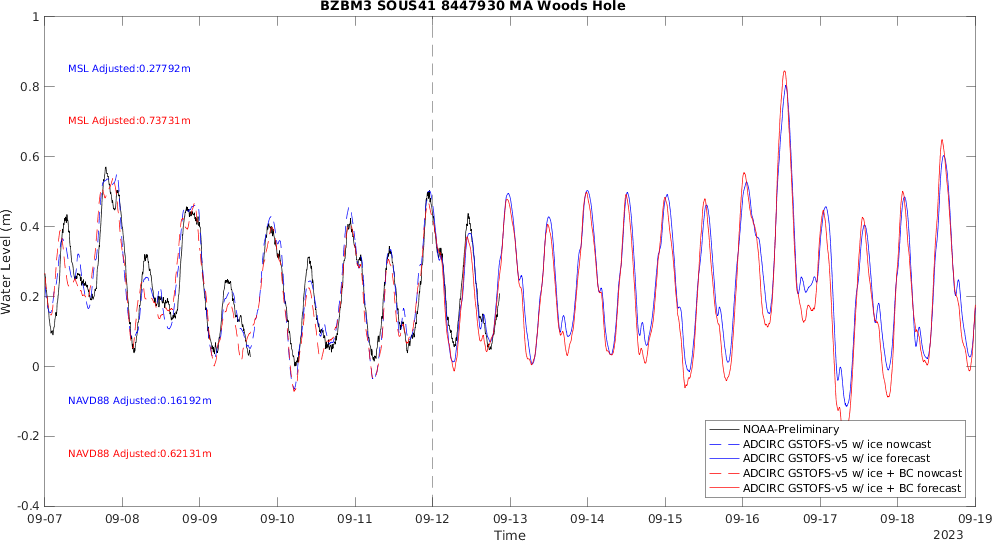 BZBM3 SOUS41 8447930 MA Woods Hole
1
0.8
0.6
0.4
0.2
0
-0.2
-0.4
Water Level (m)
MSL Adjusted:0.27792m
MSL Adjusted:0.73731m
NAVD88 Adjusted:0.16192m
NAVD88 Adjusted:0.62131m
NOAA-Preliminary
ADCIRC GSTOFS-v5 w/ ice nowcast
ADCIRC GSTOFS-v5 w/ ice forecast
ADCIRC GSTOFS-v5 w/ ice + BC nowcast
ADCIRC GSTOFS-v5 w/ ice + BC forecast
09-07 09-08 09-09 09-10 09-11 09-12 09-13 09-14 09-15 09-16 09-17 09-18 09-19
Time
2023